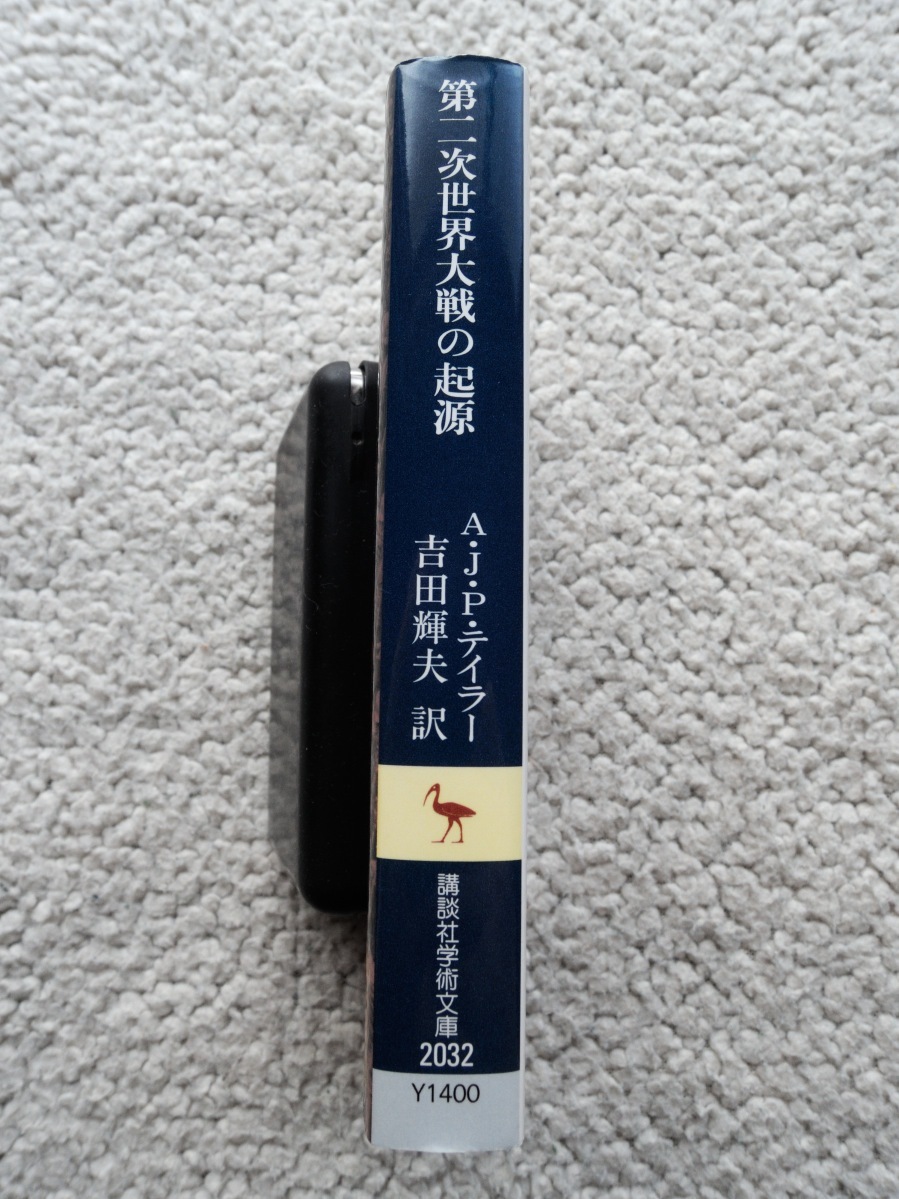 第二次世界大戦の起源
A・J・P・テイラー
吉田輝夫 訳
講談社学術文庫
2032
Y1400